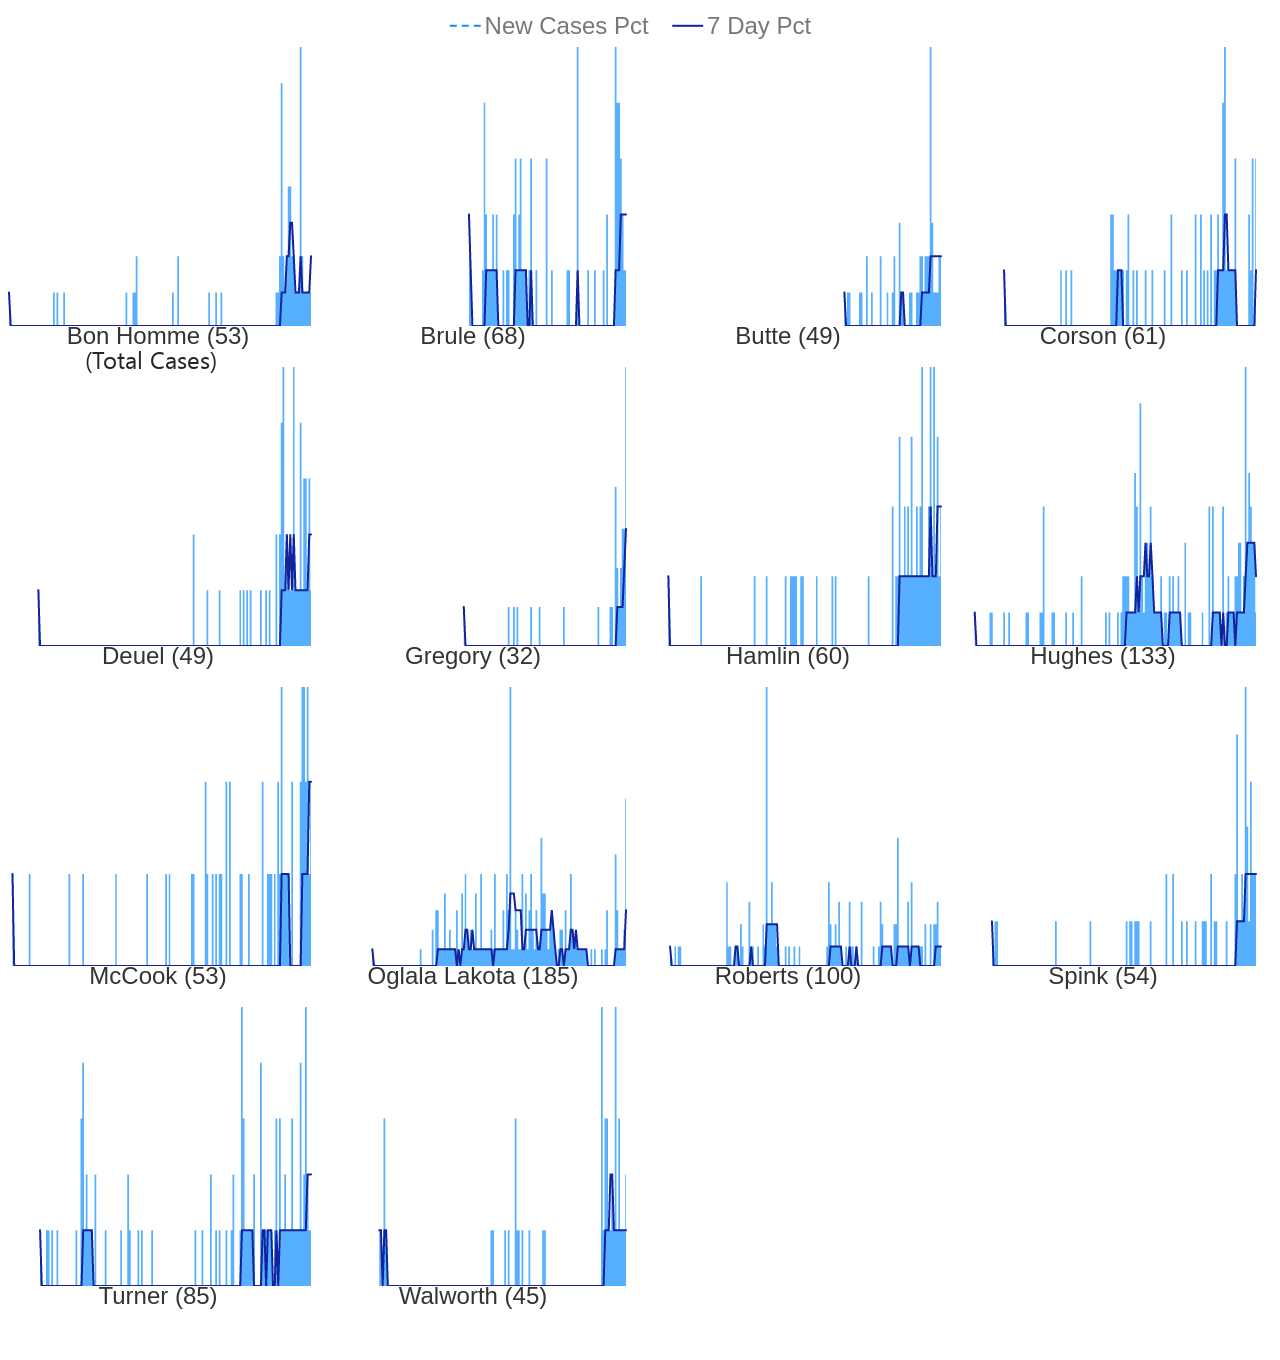 New Cases Pct 7 Day Pct
Bon Homme (53) Brule (68) Butte (49) Corson (61)
(Total Cases)
Deuel (49) Gregory (32) Hamlin (60) Hughes (133)
McCook (53) Oglala Lakota (185) Roberts (100) Spink (54)
Turner (85) Walworth (45)